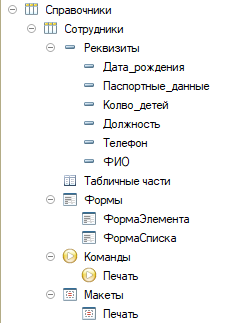 Справочники
Сотрудники
Реквизиты
Дата_рождения
Паспортные_данные
Колво_детей
Должность
Телефон
ФИО
Табличные части
Формы
ФормаЭлемента
ФормаСписка
Команды
Печать
Макеты
Печать